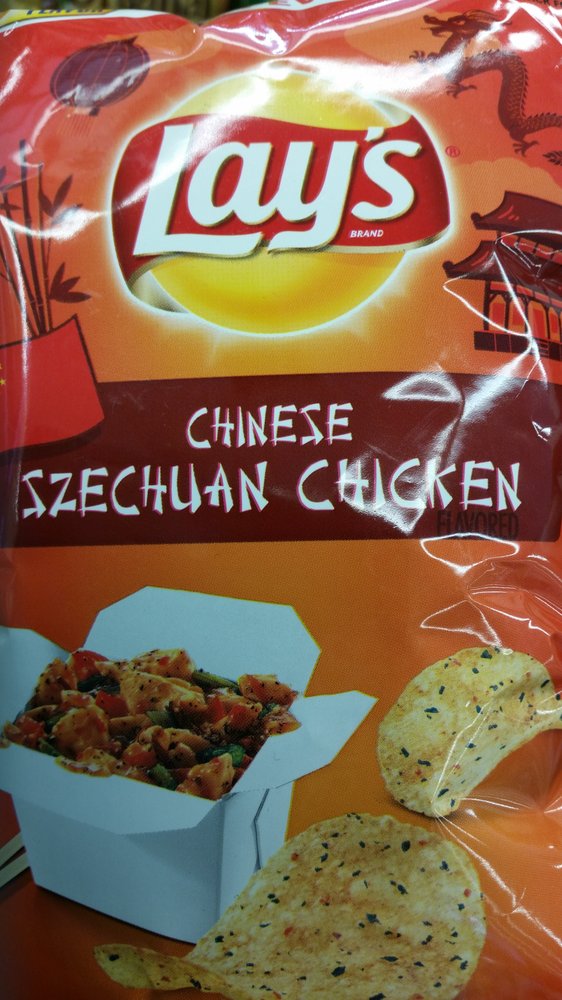 Lay's®
BRAND
CHINESE
SZECHUAN CHICKEN
FLAVORED